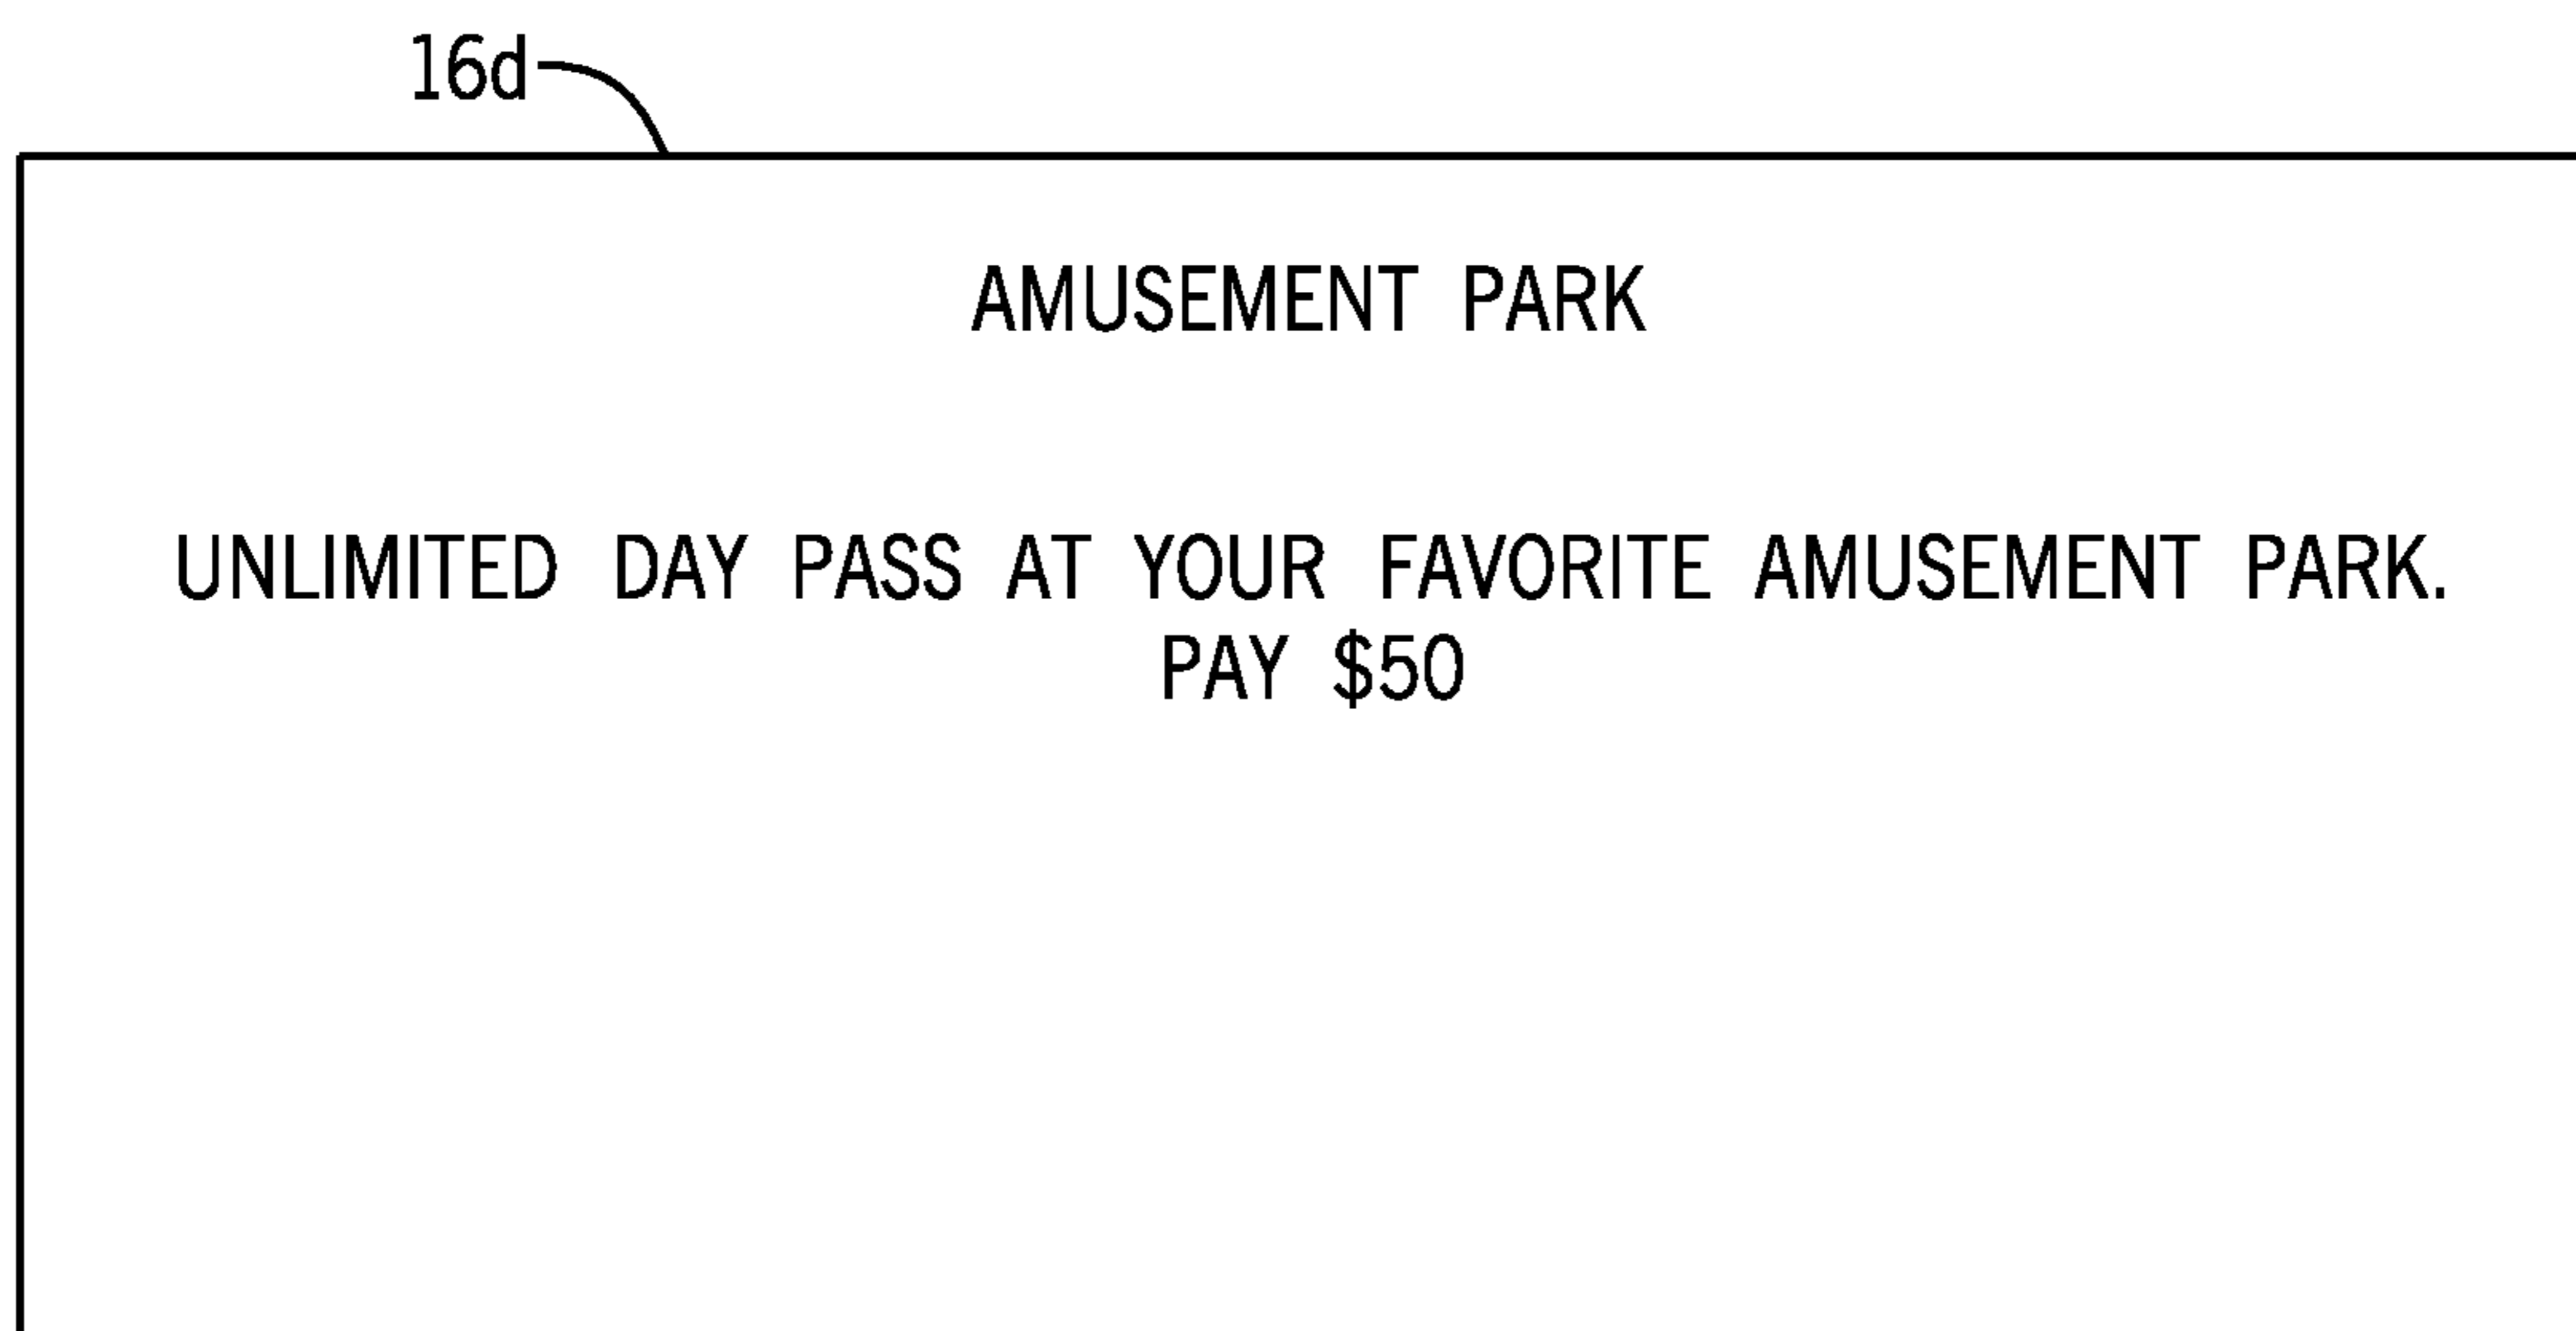 16d
AMUSEMENT PARK
UNLIMITED DAY PASS AT YOUR FAVORITE AMUSEMENT PARK.
PAY $50